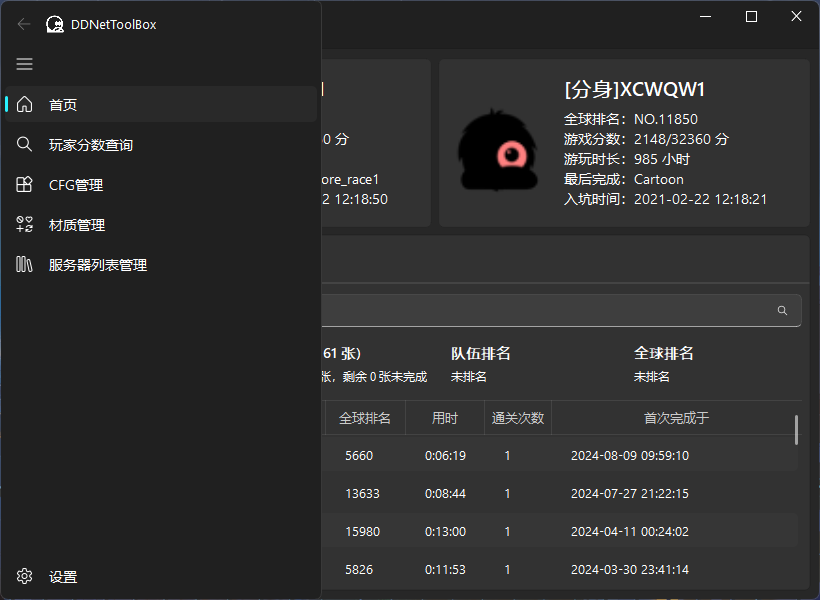 DDNetToolBox
首页
玩家分数查询
CFG管理
材质管理
服务器列表管理
设置
0 分
ore_race1
2 12:18:50
[分身]XCWQW1
全球排名：NO.11850
游戏分数：2148/32360 分
游玩时长：985 小时
最后完成：Cartoon
入坑时间：2021-02-22 12:18:21
61 张)
张，剩余 0 张未完成
队伍排名
未排名
全球排名
未排名
全球排名 用时 通关次数 首次完成于
5660 0:06:19 1 2024-08-09 09:59:10
13633 0:08:44 1 2024-07-27 21:22:15
15980 0:13:00 1 2024-04-11 00:24:02
5826 0:11:53 1 2024-03-30 23:41:14